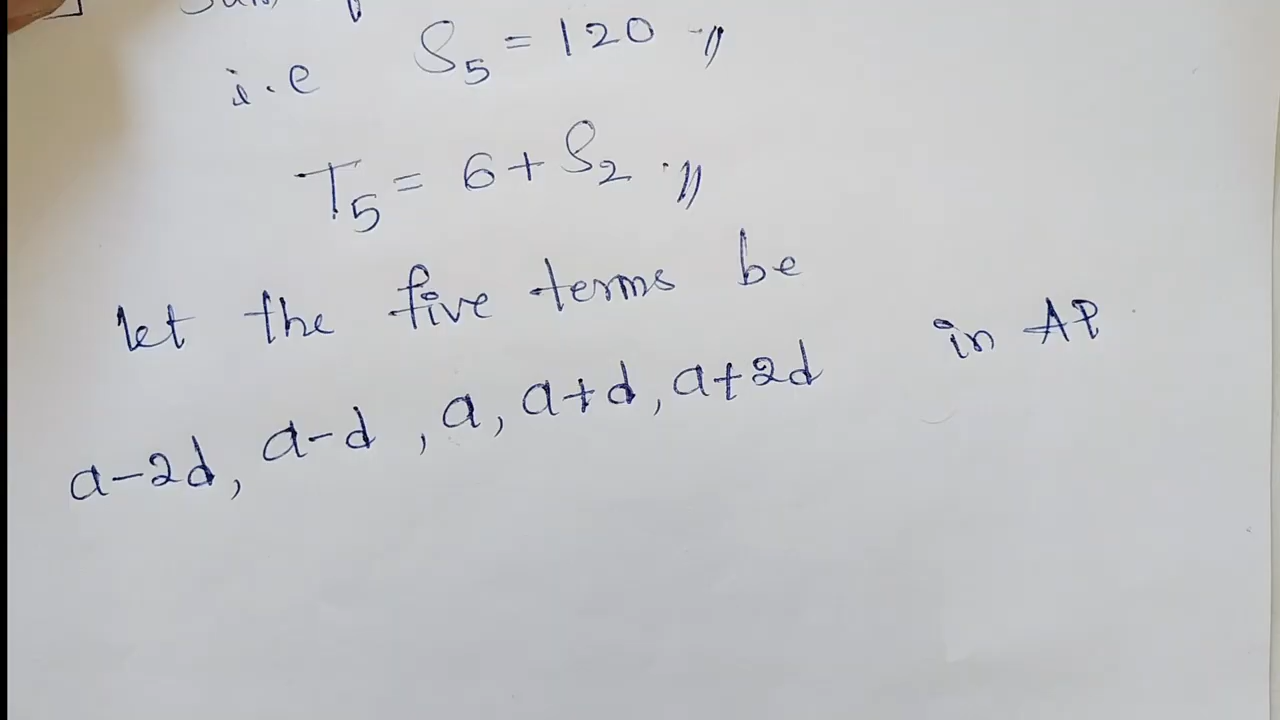 i.e S5 = 120 .,,
T5 = 6 + S2 .,,
let the five terms be
a-2d, a-d, a, a+d, a+2d in AP